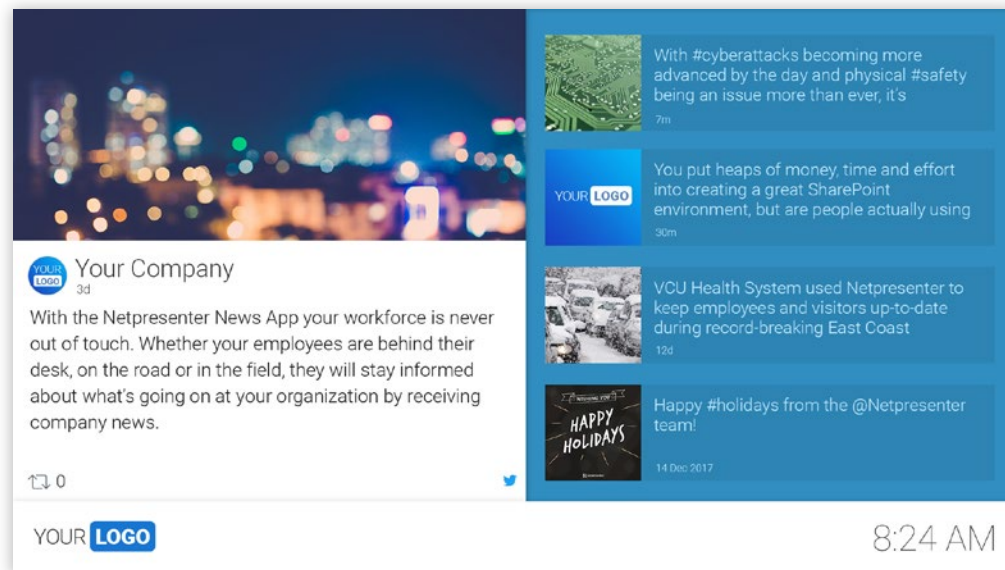 YOUR
LOGO
Your Company
3d
With the Netpresenter News App your workforce is never
out of touch. Whether your employees are behind their
desk, on the road or in the field, they will stay informed
about what's going on at your organization by receiving
company news.
0
With #cyberattacks becoming more
advanced by the day and physical #safety
being an issue more than ever, it's
7m
YOUR LOGO
You put heaps of money, time and effort
into creating a great SharePoint
environment, but are people actually using
30m
VCU Health System used Netpresenter to
keep employees and visitors up-to-date
during record-breaking East Coast
12d
HAPPY
HOLIDAYS
Happy #holidays from the @Netpresenter
team!
14 Dec 2017
YOUR LOGO
8:24 AM